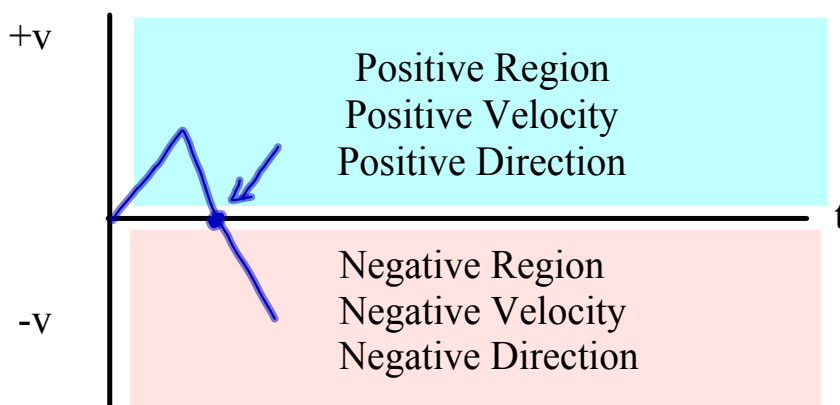 +v
Positive Region
Positive Velocity
Positive Direction
t
Negative Region
-v
Negative Velocity
Negative Direction